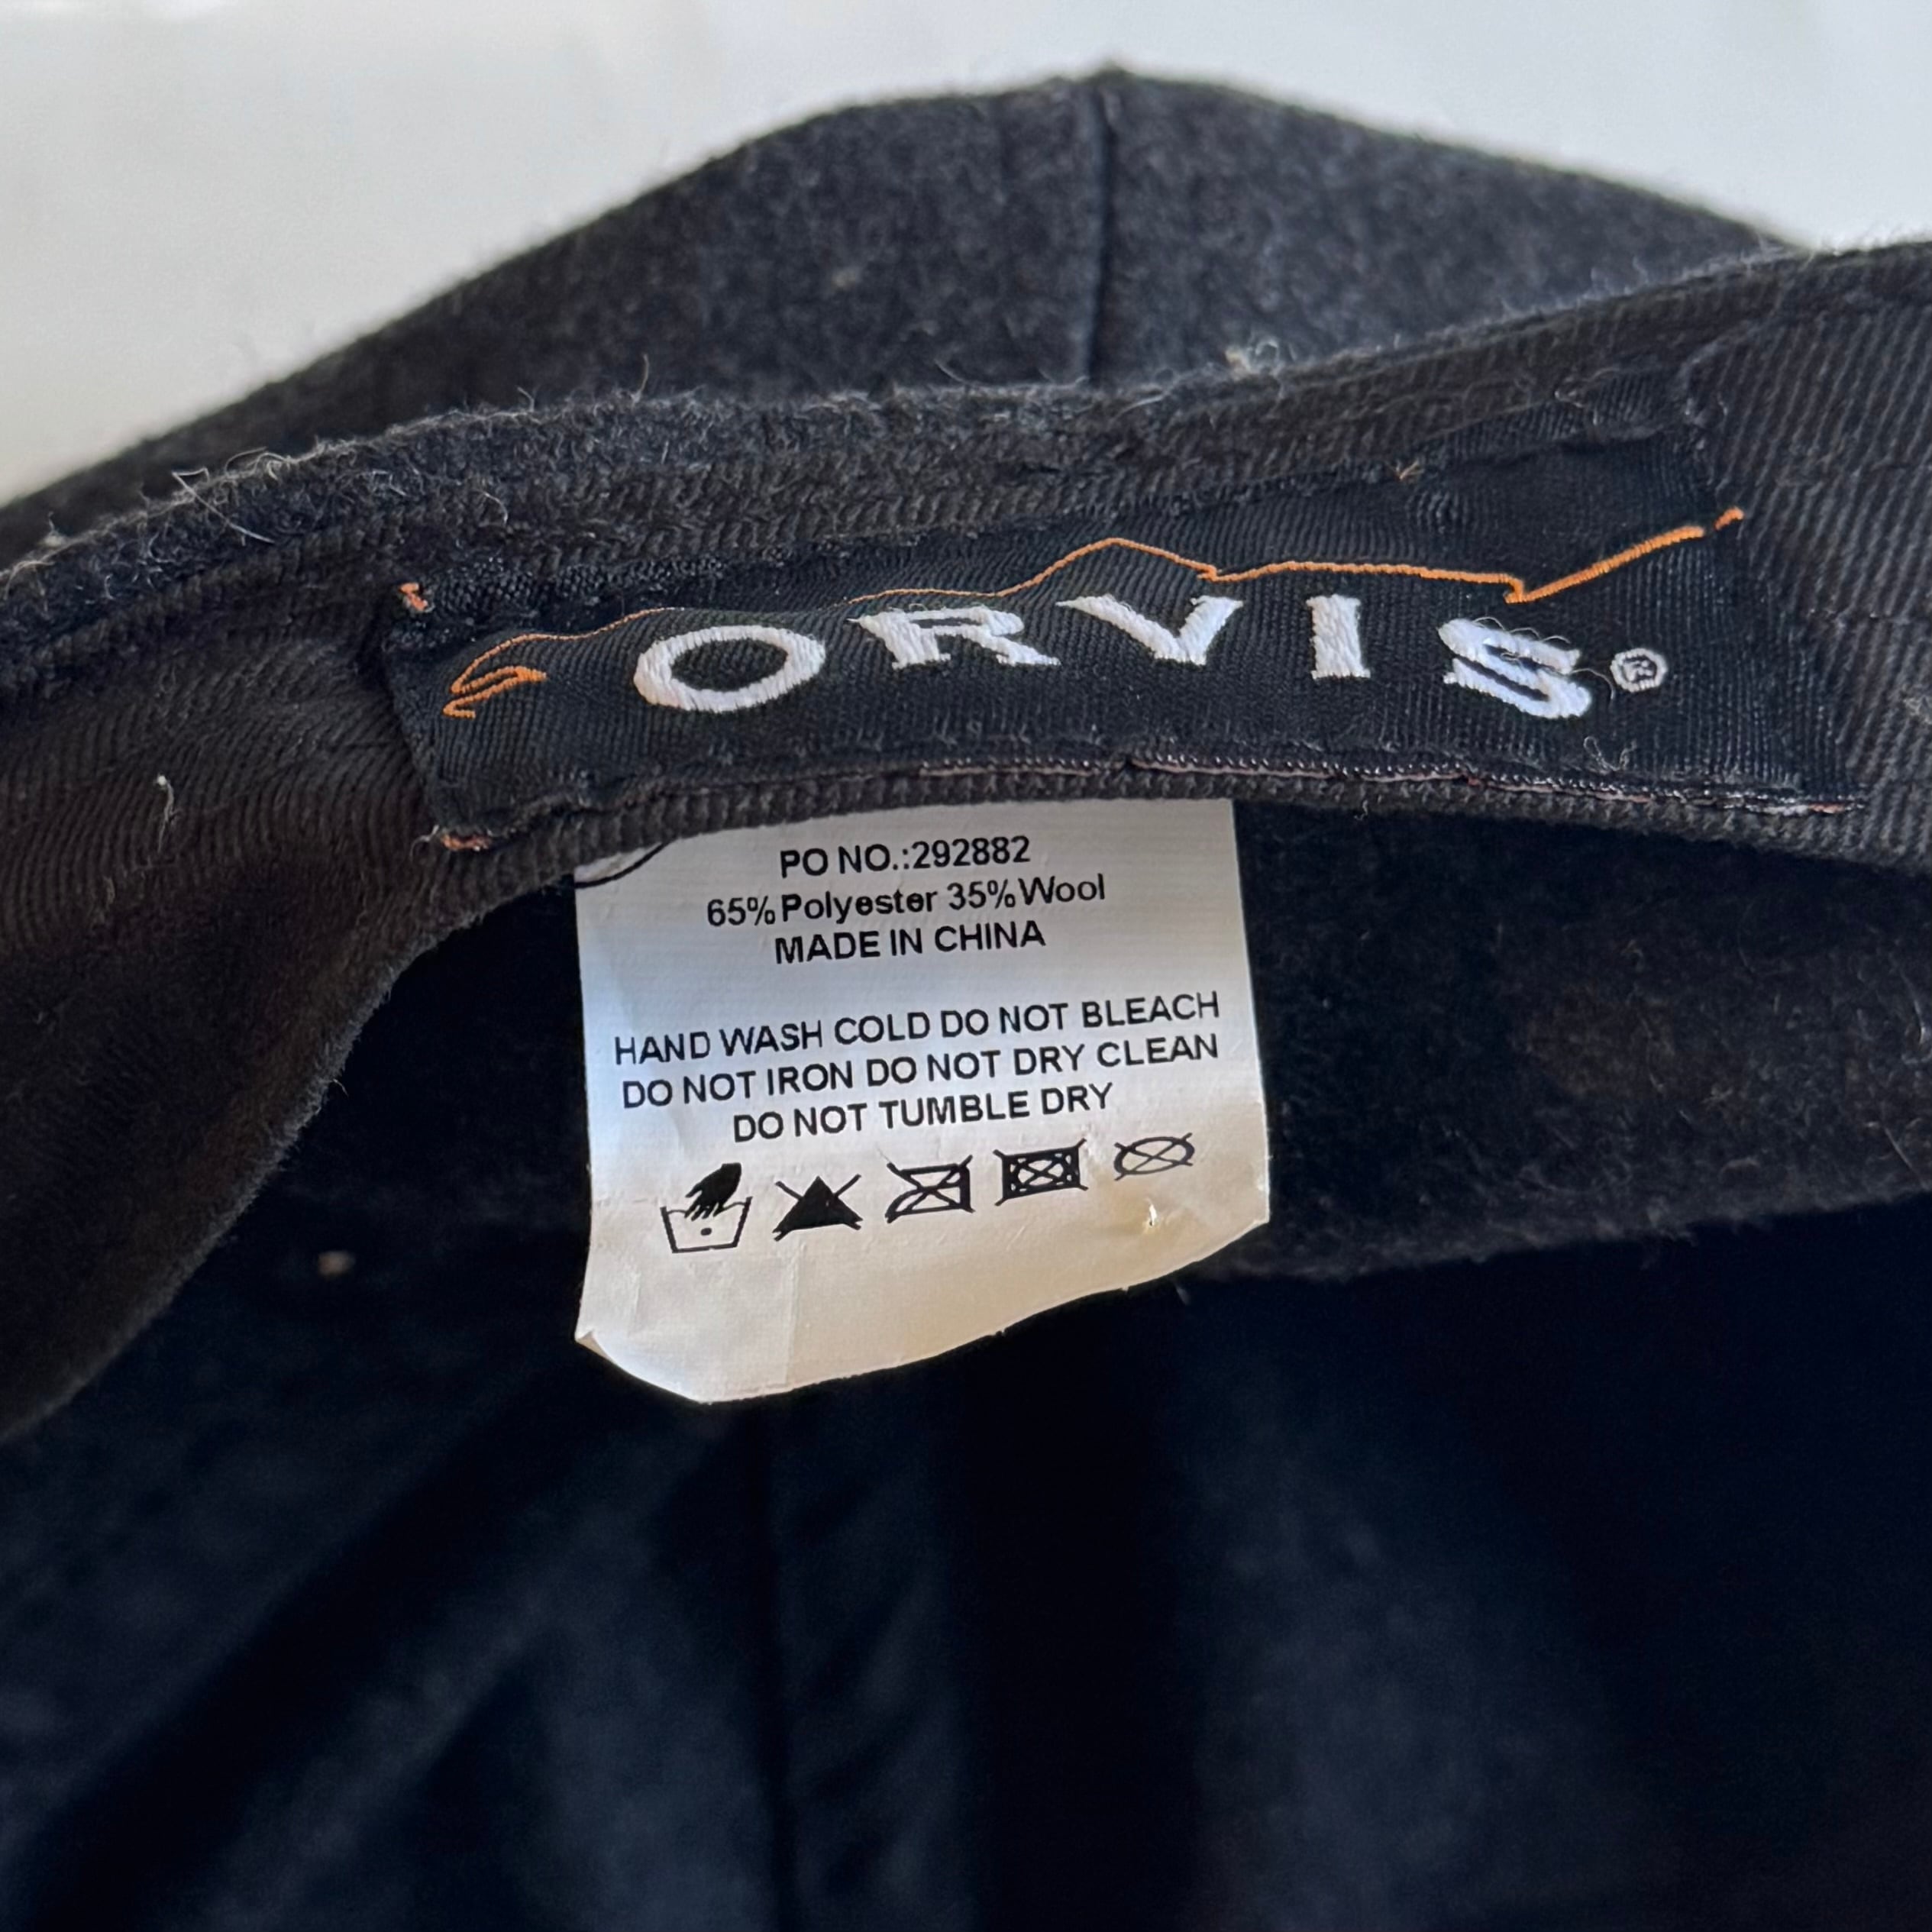 ORVIS®
PO NO.:292882
65% Polyester 35% Wool
MADE IN CHINA
HAND WASH COLD DO NOT BLEACH
DO NOT IRON DO NOT DRY CLEAN
DO NOT TUMBLE DRY